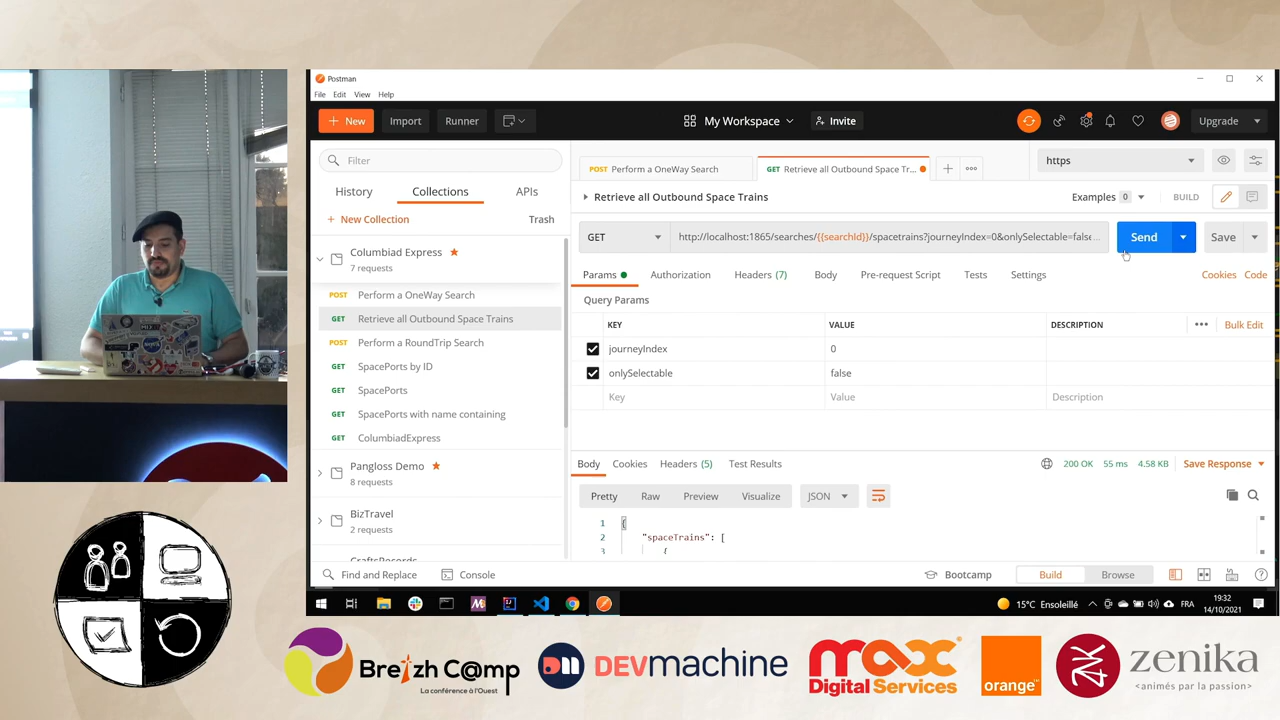 Postman
File Edit View Help
+ New Import Runner My Workspace Invite Upgrade
Filter
History Collections APIs
+ New Collection Trash
Columbiad Express
7 requests
POST Perform a OneWay Search
GET Retrieve all Outbound Space Trains
POST Perform a RoundTrip Search
GET SpacePorts by ID
GET SpacePorts
GET SpacePorts with name containing
GET ColumbiadExpress
Pangloss Demo
8 requests
BizTravel
2 requests
CraftsRecords
POST Perform a OneWay Search GET Retrieve all Outbound Space Tr... https
Retrieve all Outbound Space Trains Examples 0 BUILD
GET http://localhost:1865/searches/{{searchId}}/spacetrains?journeyIndex=0&onlySelectable=false... Send Save
Params Authorization Headers (7) Body Pre-request Script Tests Settings Cookies Code
Query Params
KEY VALUE DESCRIPTION Bulk Edit
journeyIndex 0
onlySelectable false
Key Value Description
Body Cookies Headers (5) Test Results 200 OK 55 ms 4.58 KB Save Response
Pretty Raw Preview Visualize JSON
1 {
2 "spaceTrains": [
3 {
Find and Replace Console Bootcamp Build Browse
15°C Ensoleillé FRA 19:32
14/10/2021
Breizh C@mp
La conférence à l'Ouest
DEVmachine
max
Digital Services
orange™
zenika
<animés par la passion>